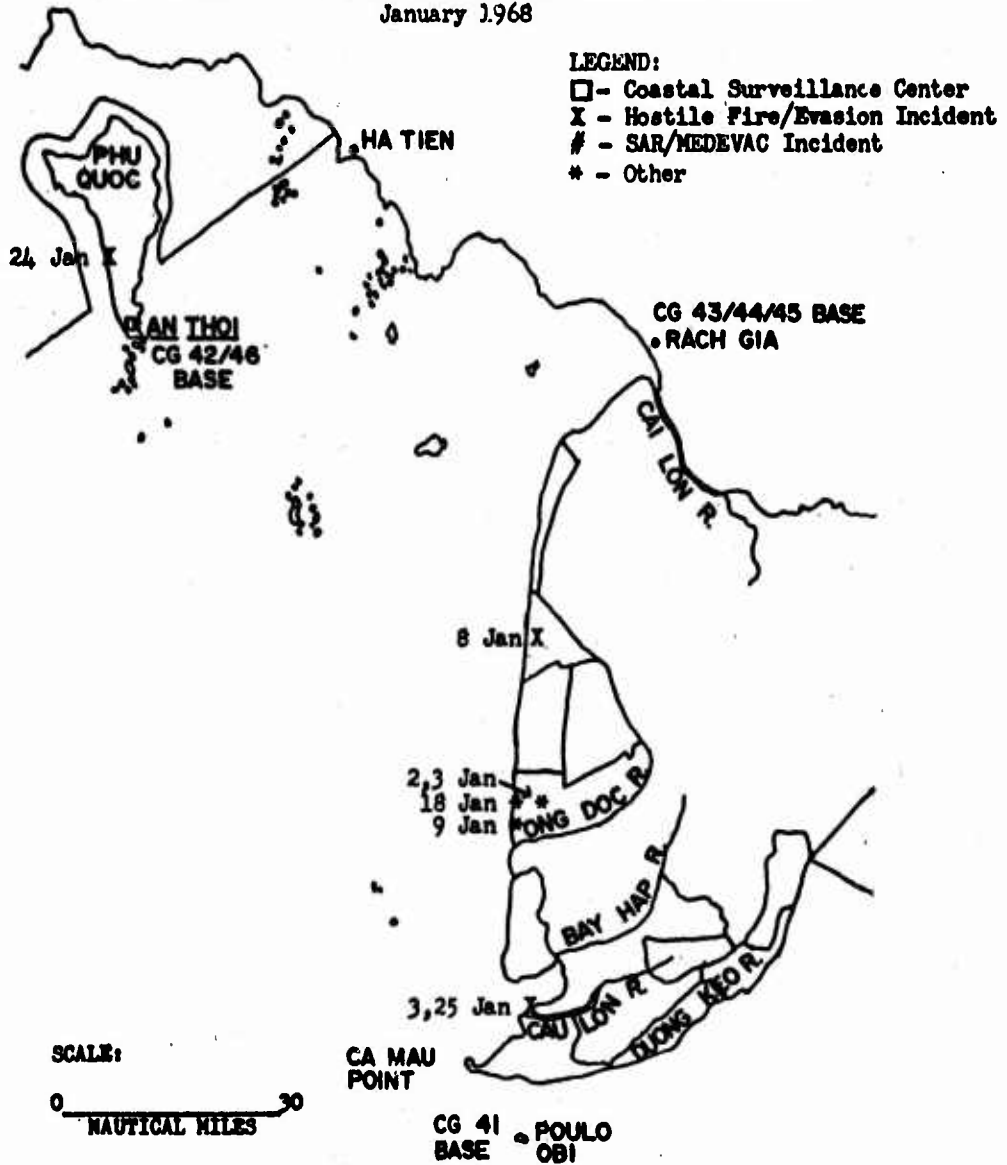 January 1968
LEGEND:
□ - Coastal Surveillance Center
X - Hostile Fire/Evasion Incident
# - SAR/MEDEVAC Incident
* - Other
HA TIEN
PHU
QUOC
24 Jan X
AN THOI
CG 42/46
BASE
CG 43/44/45 BASE
RACH GIA
CAI LON R.
8 Jan X
2,3 Jan
18 Jan * *
9 Jan *
ONG DOC R.
BAY HAP R.
3,25 Jan X
CAU LON R.
DUONG KEO R.
SCALE:
0 30
NAUTICAL MILES
CA MAU
POINT
CG 41
BASE
POULO
OBI